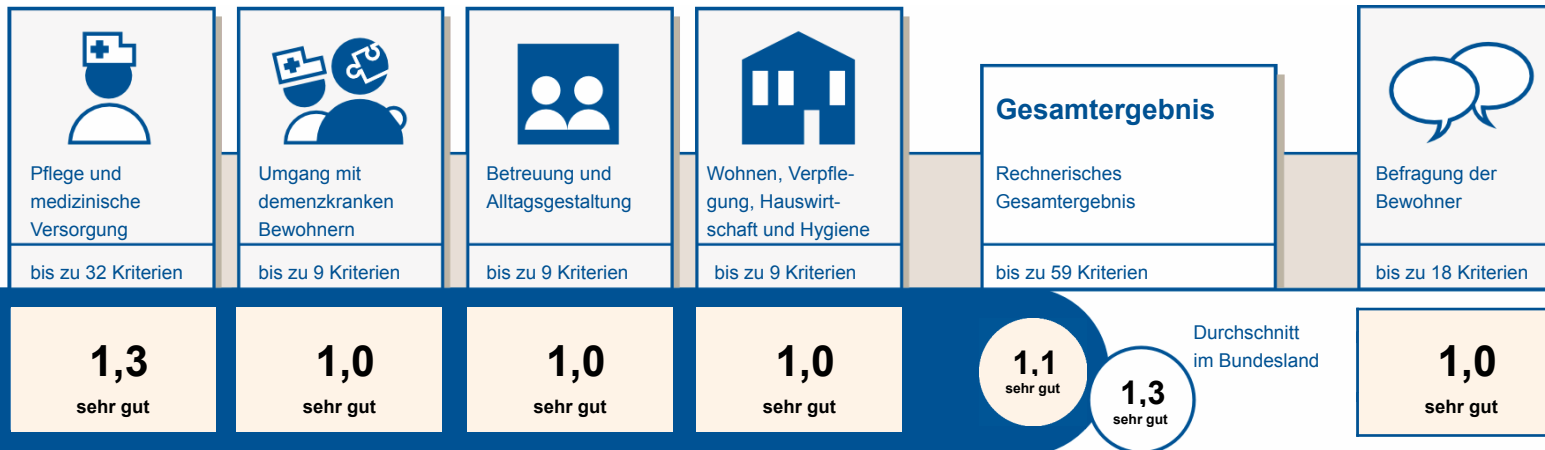 Pflege und
medizinische
Versorgung
bis zu 32 Kriterien
1,3
sehr gut
Umgang mit
demenzkranken
Bewohnern
bis zu 9 Kriterien
1,0
sehr gut
Betreuung und
Alltagsgestaltung
bis zu 9 Kriterien
1,0
sehr gut
Wohnen, Verpfle-
gung, Hauswirt-
schaft und Hygiene
bis zu 9 Kriterien
1,0
sehr gut
Gesamtergebnis
Rechnerisches
Gesamtergebnis
bis zu 59 Kriterien
1,1
sehr gut
Durchschnitt
im Bundesland
1,3
sehr gut
Befragung der
Bewohner
bis zu 18 Kriterien
1,0
sehr gut